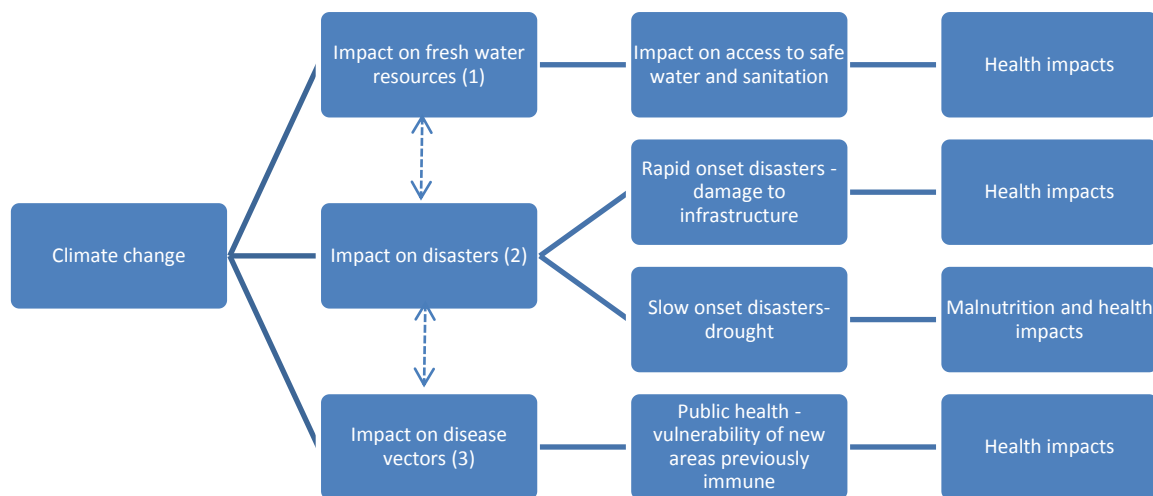 Impact on fresh water
resources (1)
Impact on access to safe
water and sanitation
Health impacts
Climate change
Impact on disasters (2)
Rapid onset disasters -
damage to
infrastructure
Health impacts
Slow onset disasters-
drought
Malnutrition and health
impacts
Impact on disease
vectors (3)
Public health -
vulnerability of new
areas previously
immune
Health impacts